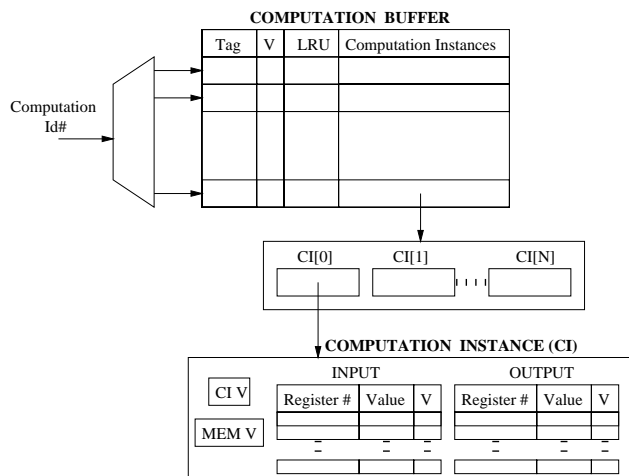 COMPUTATION BUFFER
Tag V LRU Computation Instances
Computation
Id#
CI[0] CI[1] CI[N]
COMPUTATION INSTANCE (CI)
INPUT OUTPUT
CI V
Register # Value V Register # Value V
MEM V